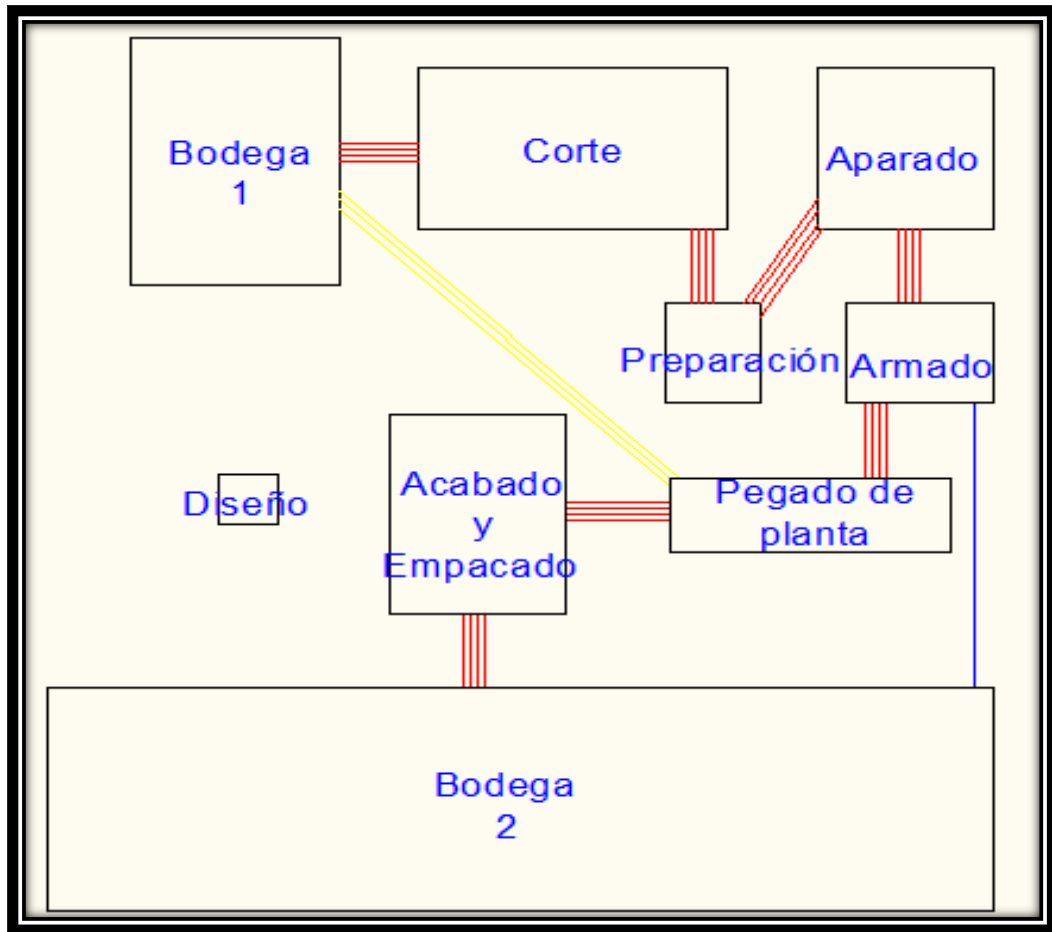 Bodega
1
Corte
Aparado
Preparación
Armado
Acabado
y
Empacado
Pegado de
planta
Diseño
Bodega
2